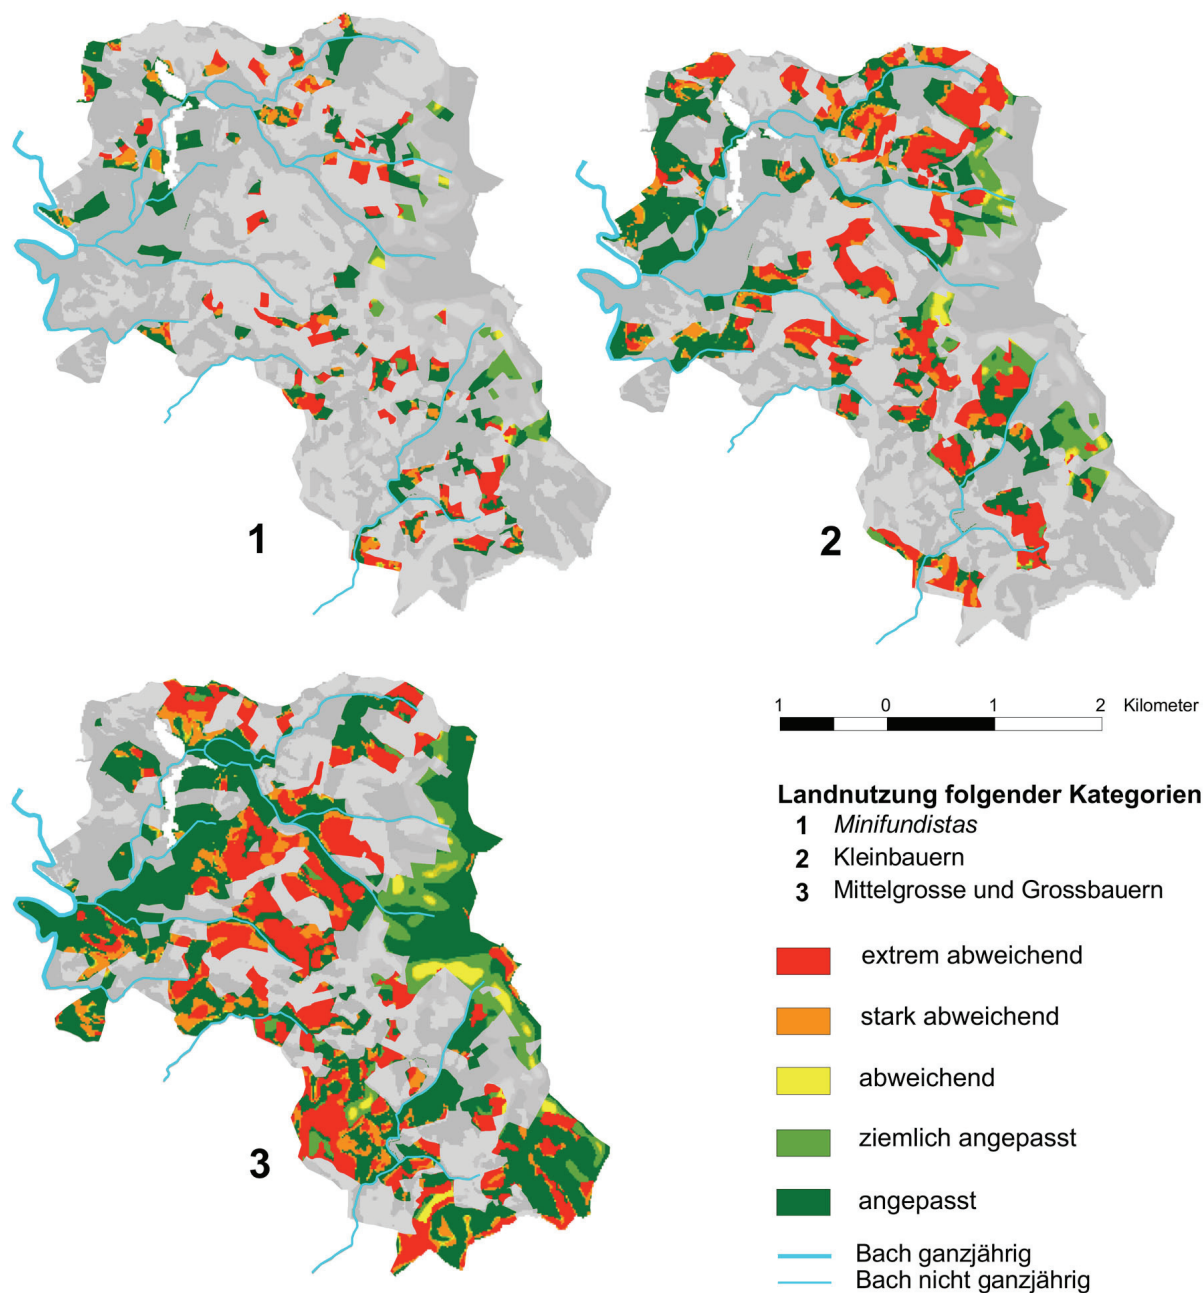 1
2
3
1 0 1 2 Kilometer
Landnutzung folgender Kategorien
1 Minifundistas
2 Kleinbauern
3 Mittelgrosse und Grossbauern
extrem abweichend
stark abweichend
abweichend
ziemlich angepasst
angepasst
Bach ganzjährig
Bach nicht ganzjährig